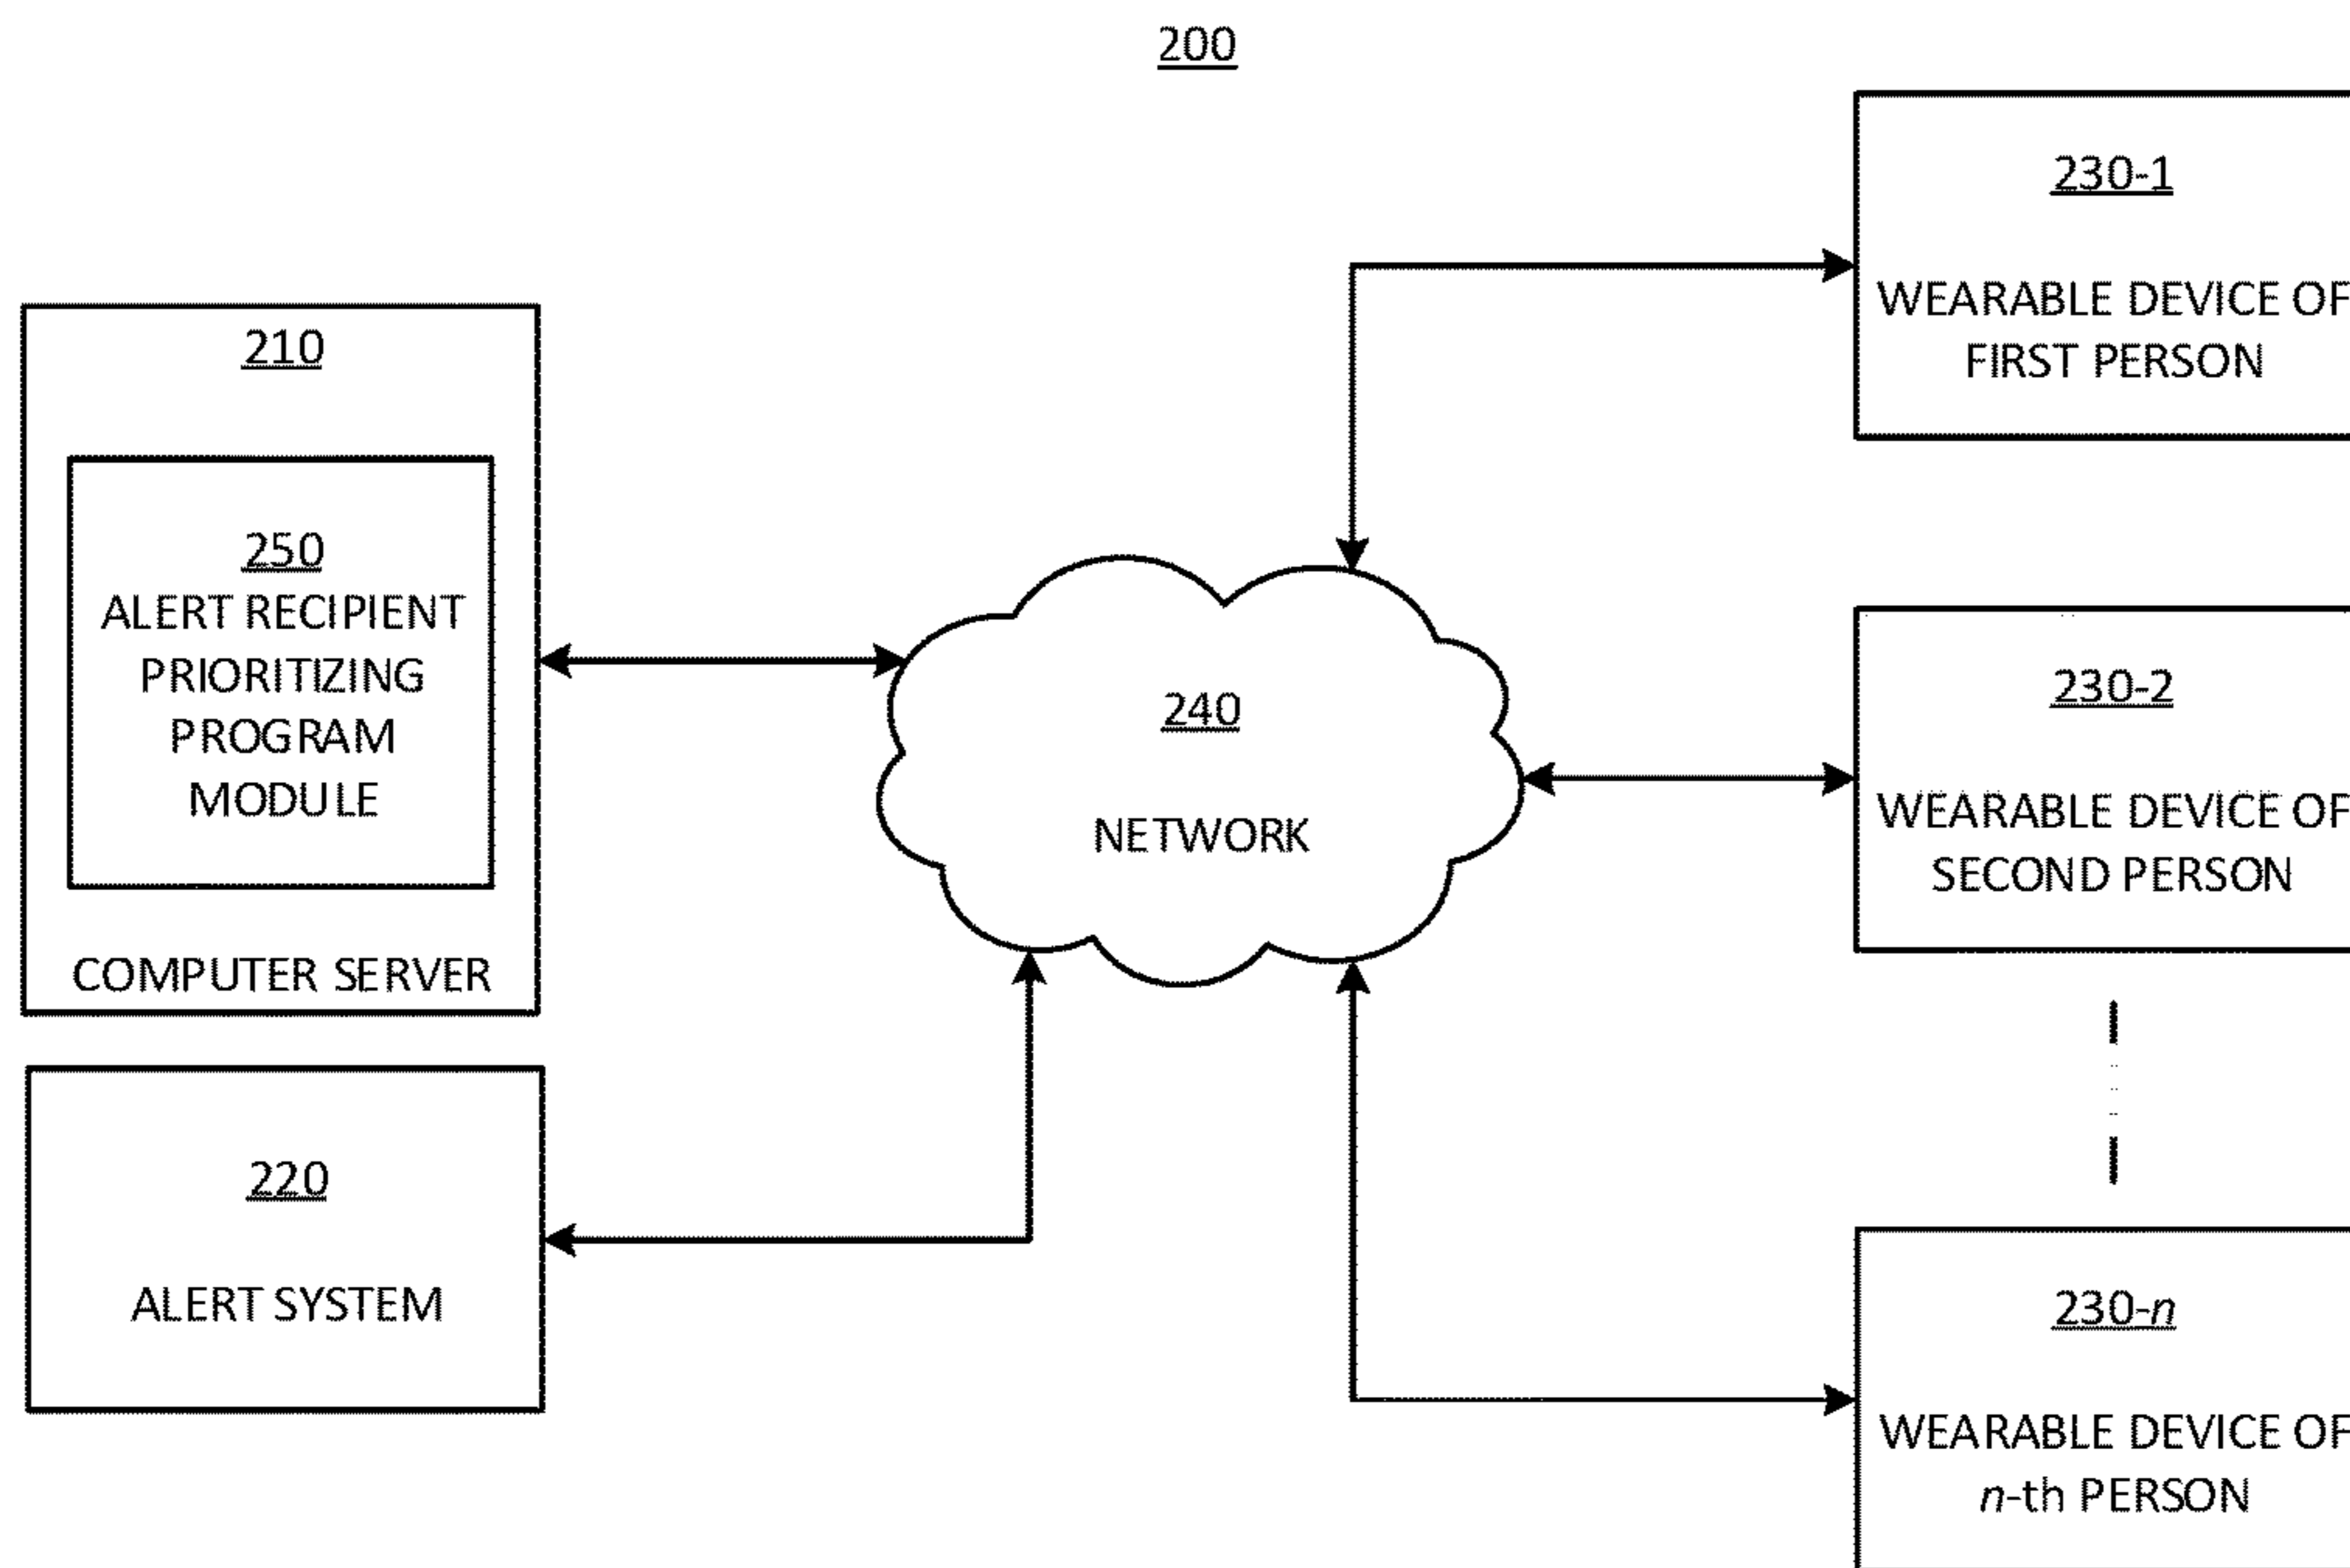 200
210
250
ALERT RECIPIENT
PRIORITIZING
PROGRAM
MODULE
COMPUTER SERVER
220
ALERT SYSTEM
240
NETWORK
230-1
WEARABLE DEVICE OF
FIRST PERSON
230-2
WEARABLE DEVICE OF
SECOND PERSON
230-n
WEARABLE DEVICE OF
n-th PERSON